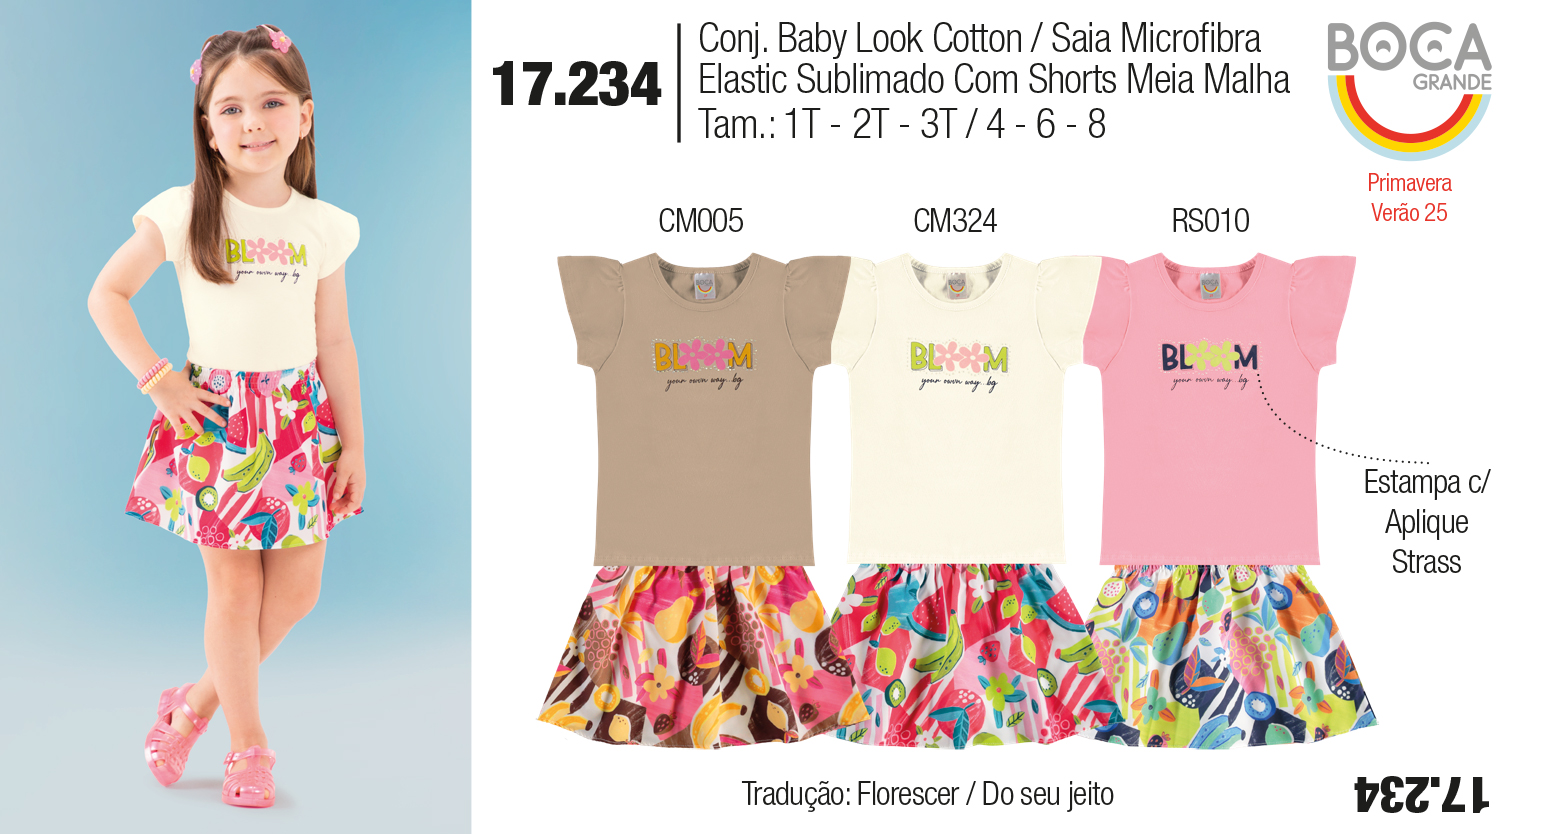 17.234
Conj. Baby Look Cotton / Saia Microfibra
Elastic Sublimado Com Shorts Meia Malha
Tam.: 1T - 2T - 3T / 4 - 6 - 8
BOCA
GRANDE
Primavera
Verão 25
CM005
CM324
RS010
BLOOM
your own way..bg
BOCA
BLOOM
your own way..bg
BOCA
BLOOM
your own way..bg
BOCA
BLOOM
your own way..bg
Estampa c/
Aplique
Strass
Tradução: Florescer / Do seu jeito
17.234